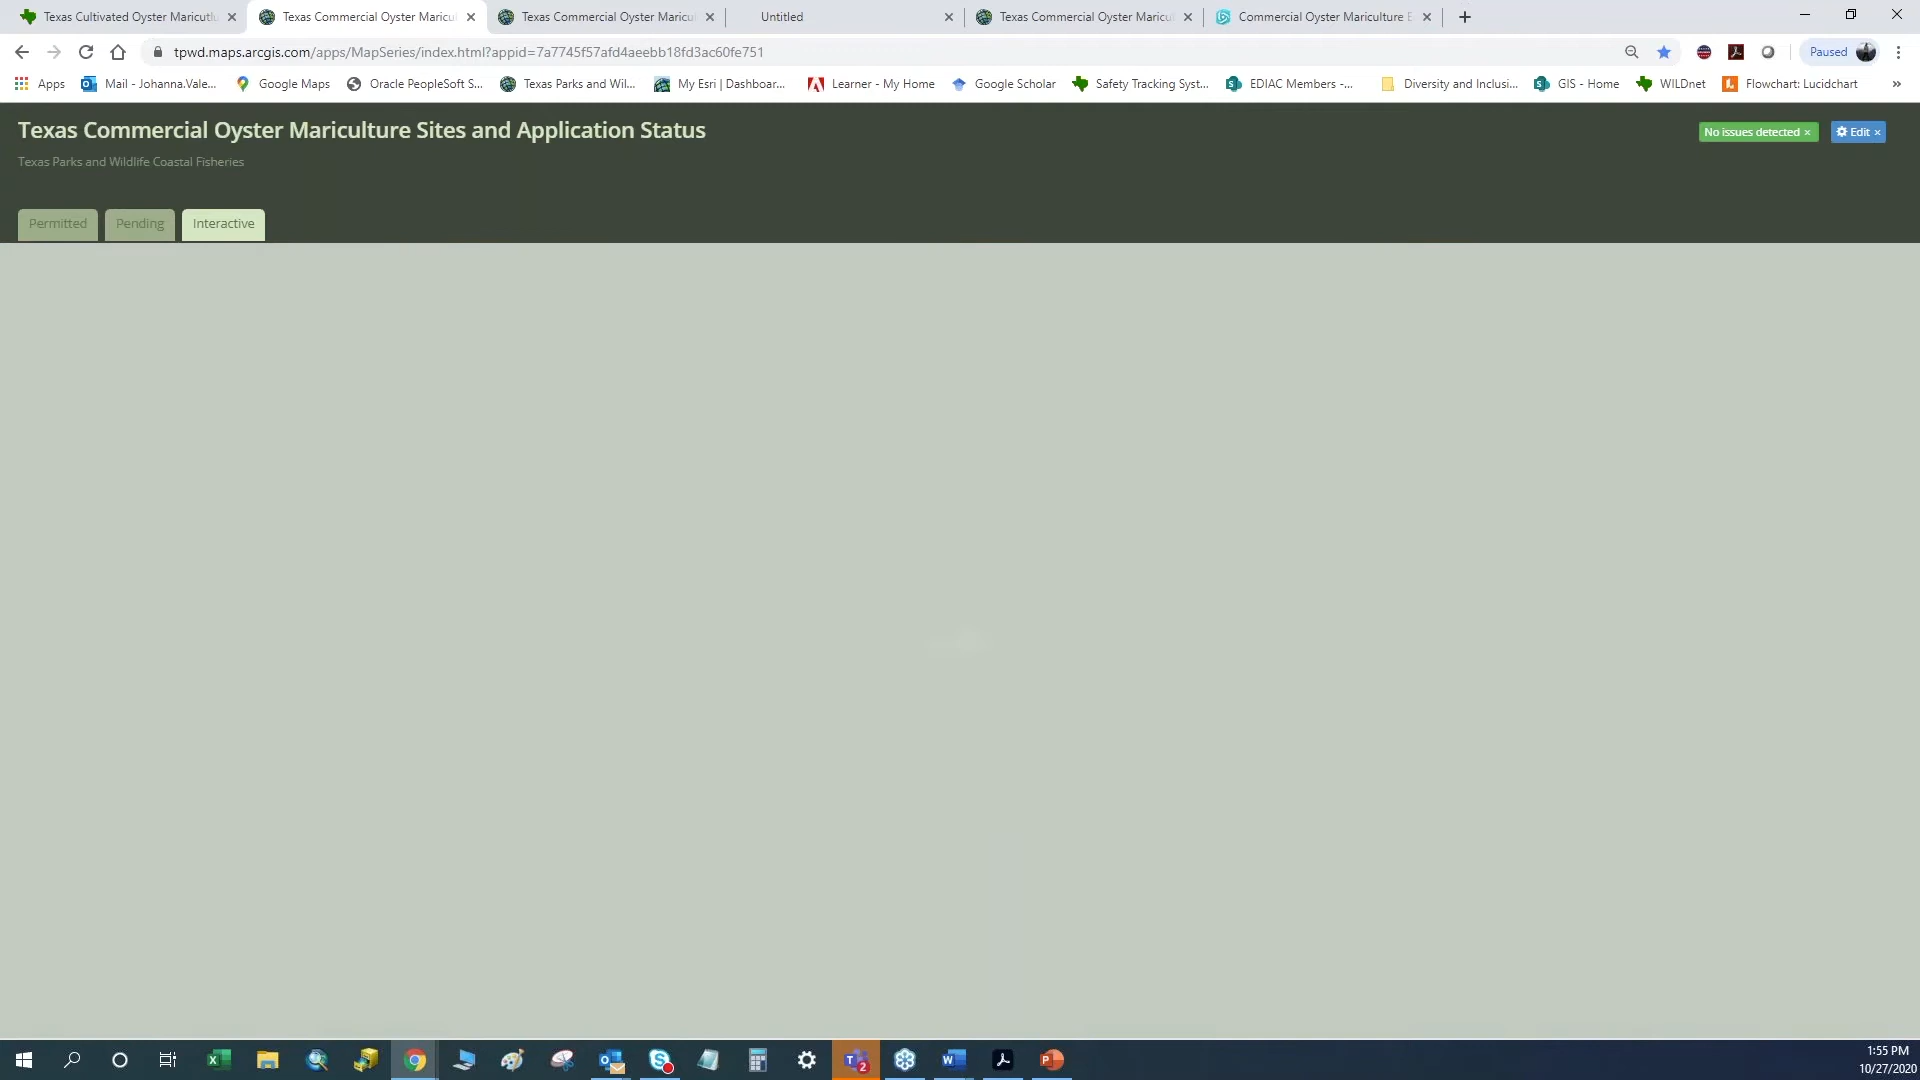 Texas Cultivated Oyster Maricutlu
Texas Commercial Oyster Maricul
Texas Commercial Oyster Maricul
Untitled
Texas Commercial Oyster Maricul
Commercial Oyster Mariculture E
tpwd.maps.arcgis.com/apps/MapSeries/index.html?appid=7a7745f57afd4aeebb18fd3ac60fe751
Paused
Apps
Mail - Johanna.Vale...
Google Maps
Oracle PeopleSoft S...
Texas Parks and Wil...
My Esri | Dashboar...
Learner - My Home
Google Scholar
Safety Tracking Syst...
EDIAC Members -...
Diversity and Inclusi...
GIS - Home
WILDnet
Flowchart: Lucidchart
»
Texas Commercial Oyster Mariculture Sites and Application Status
No issues detected ×
Edit ×
Texas Parks and Wildlife Coastal Fisheries
Permitted
Pending
Interactive
1:55 PM
10/27/2020